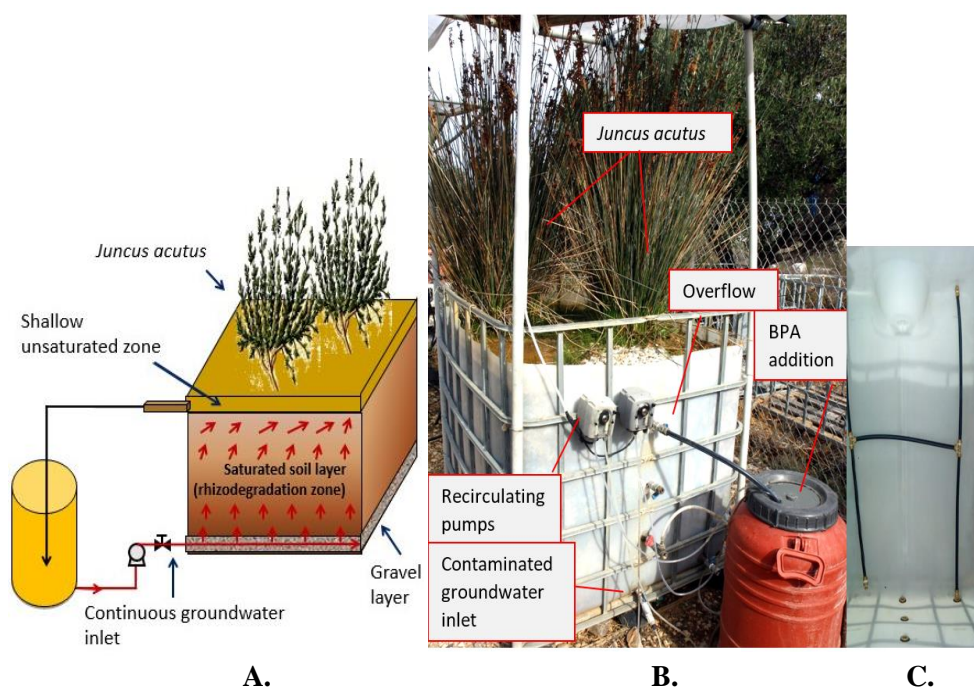 Juncus acutus
Shallow
unsaturated zone
Saturated soil layer
(rhizodegradation zone)
Gravel
layer
Continuous groundwater
inlet
A.
Juncus acutus
Overflow
BPA
addition
Recirculating
pumps
Contaminated
groundwater
inlet
B.
C.